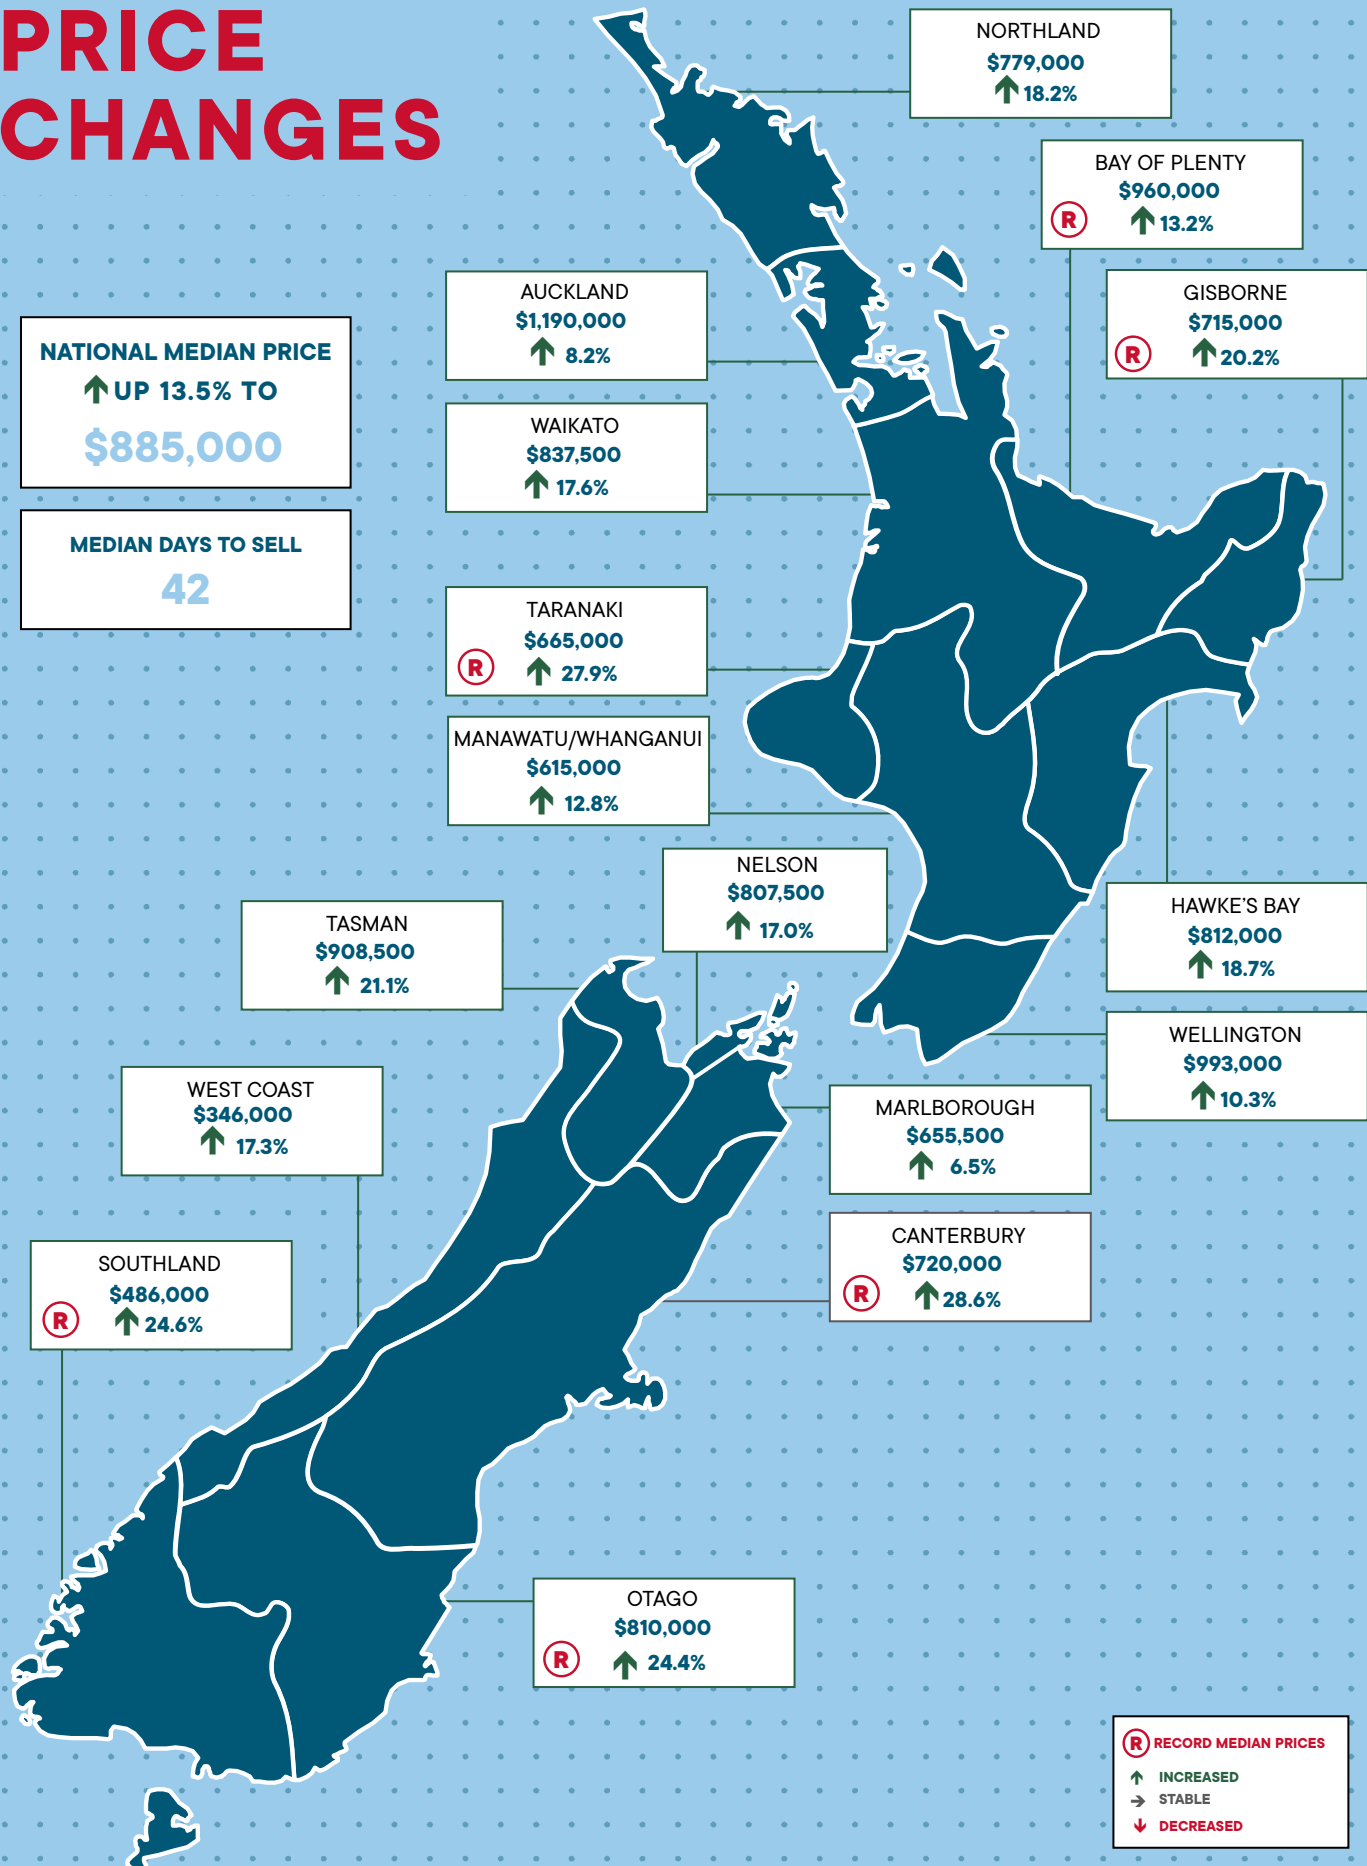 PRICE
CHANGES
NATIONAL MEDIAN PRICE
UP 13.5% TO
$885,000
MEDIAN DAYS TO SELL
42
NORTHLAND
$779,000
18.2%
BAY OF PLENTY
$960,000
R
13.2%
GISBORNE
$715,000
R
20.2%
AUCKLAND
$1,190,000
8.2%
WAIKATO
$837,500
17.6%
TARANAKI
$665,000
R
27.9%
MANAWATU/WHANGANUI
$615,000
12.8%
NELSON
$807,500
17.0%
TASMAN
$908,500
21.1%
HAWKE'S BAY
$812,000
18.7%
WELLINGTON
$993,000
10.3%
WEST COAST
$346,000
17.3%
MARLBOROUGH
$655,500
6.5%
CANTERBURY
$720,000
R
28.6%
SOUTHLAND
$486,000
R
24.6%
OTAGO
$810,000
R
24.4%
R RECORD MEDIAN PRICES
INCREASED
STABLE
DECREASED